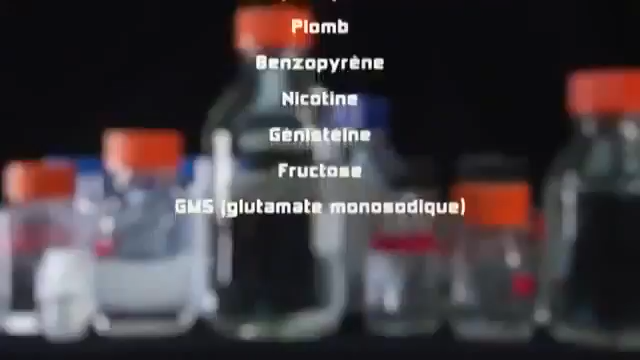 Plomb
Benzopyrène
Nicotine
Génistéine
Fructose
GMS (glutamate monosodique)